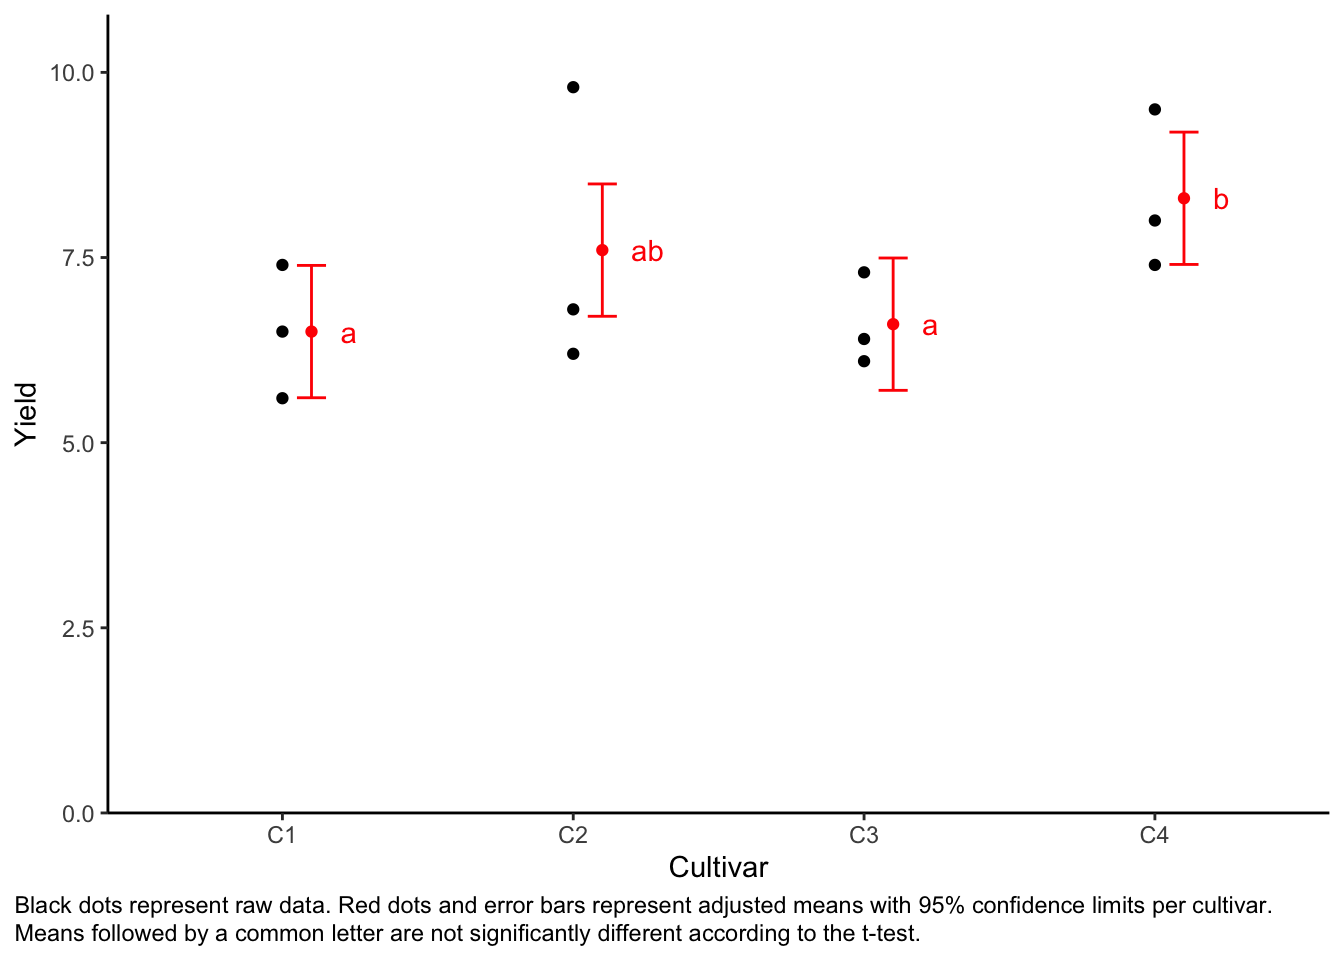 10.0
7.5
5.0
2.5
0.0
Yield
a
ab
a
b
C1 C2 C3 C4
Cultivar
Black dots represent raw data. Red dots and error bars represent adjusted means with 95% confidence limits per cultivar.
Means followed by a common letter are not significantly different according to the t-test.